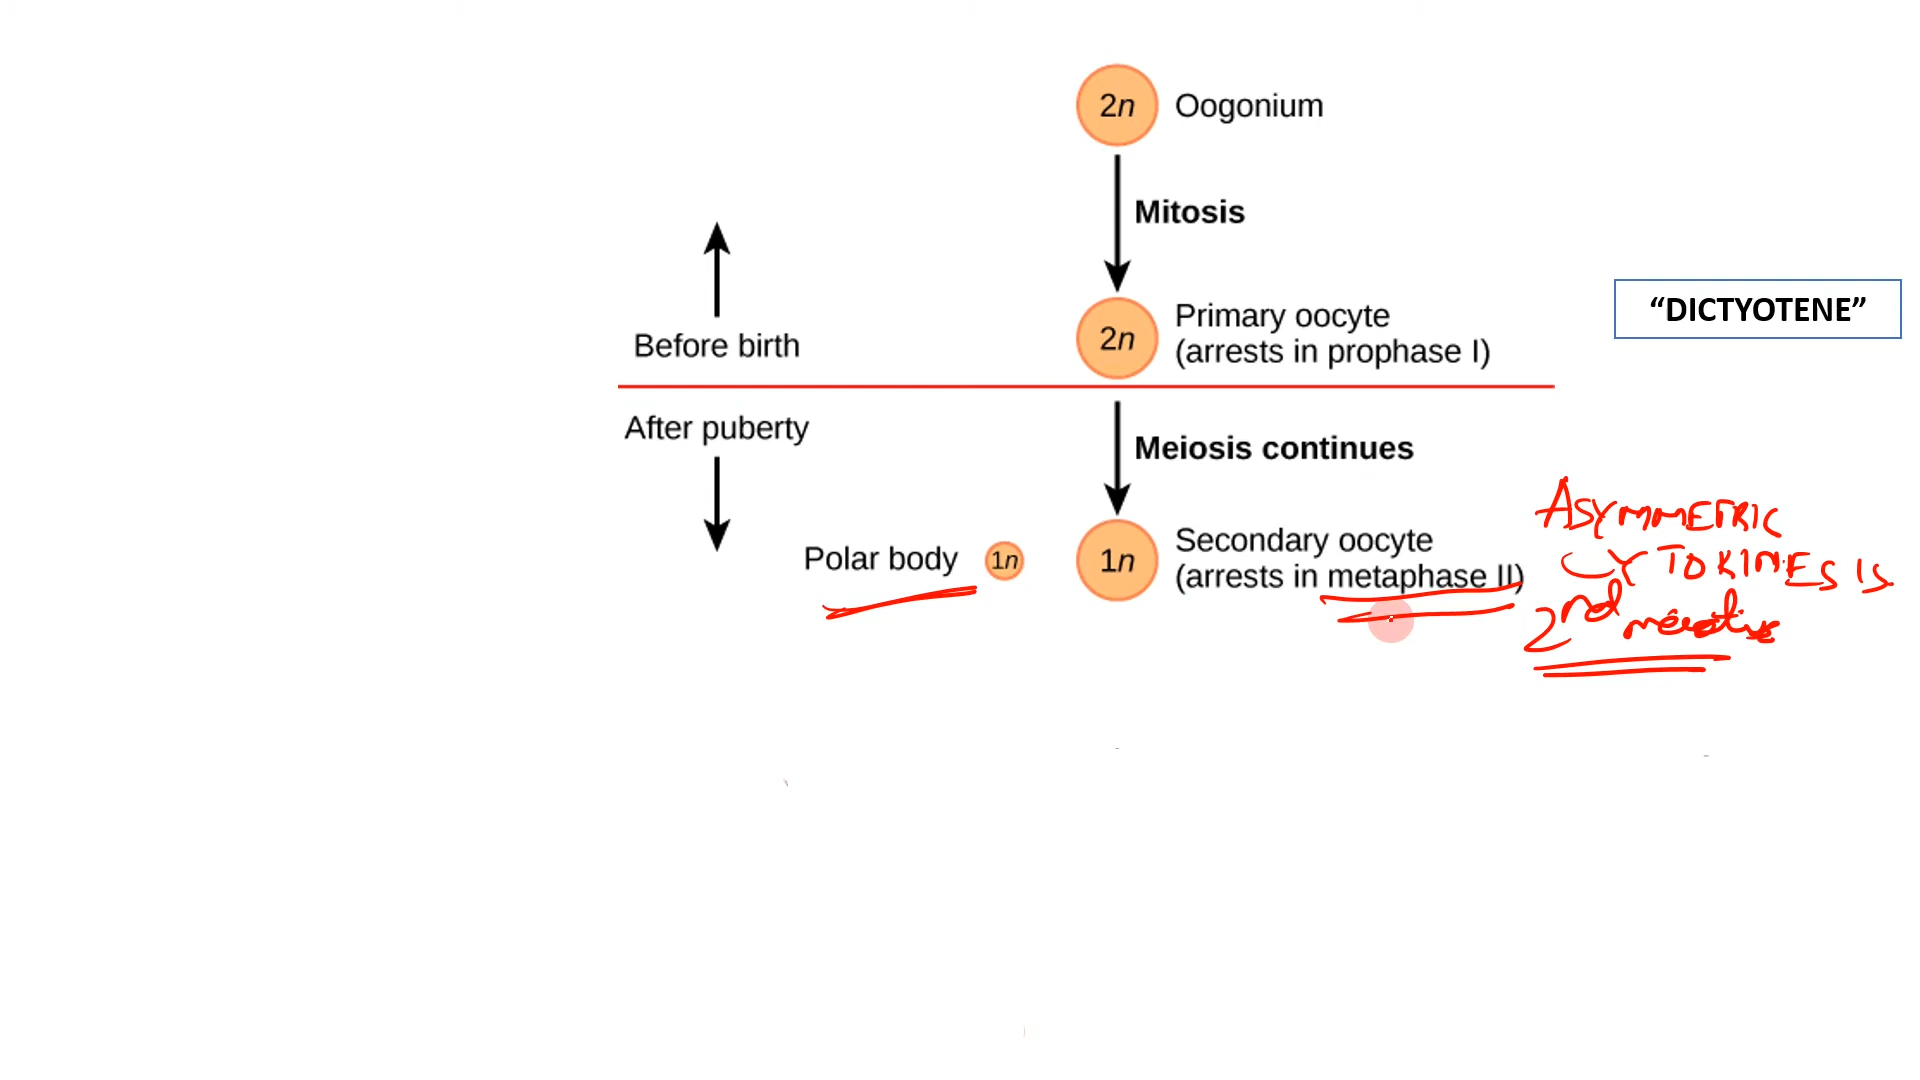 2n Oogonium
Mitosis
2n Primary oocyte
(arrests in prophase I)
“DICTYOTENE”
Before birth
After puberty
Meiosis continues
Polar body 1n
1n Secondary oocyte
(arrests in metaphase II)
ASYMMETRIC
CYTOKINESIS
2nd